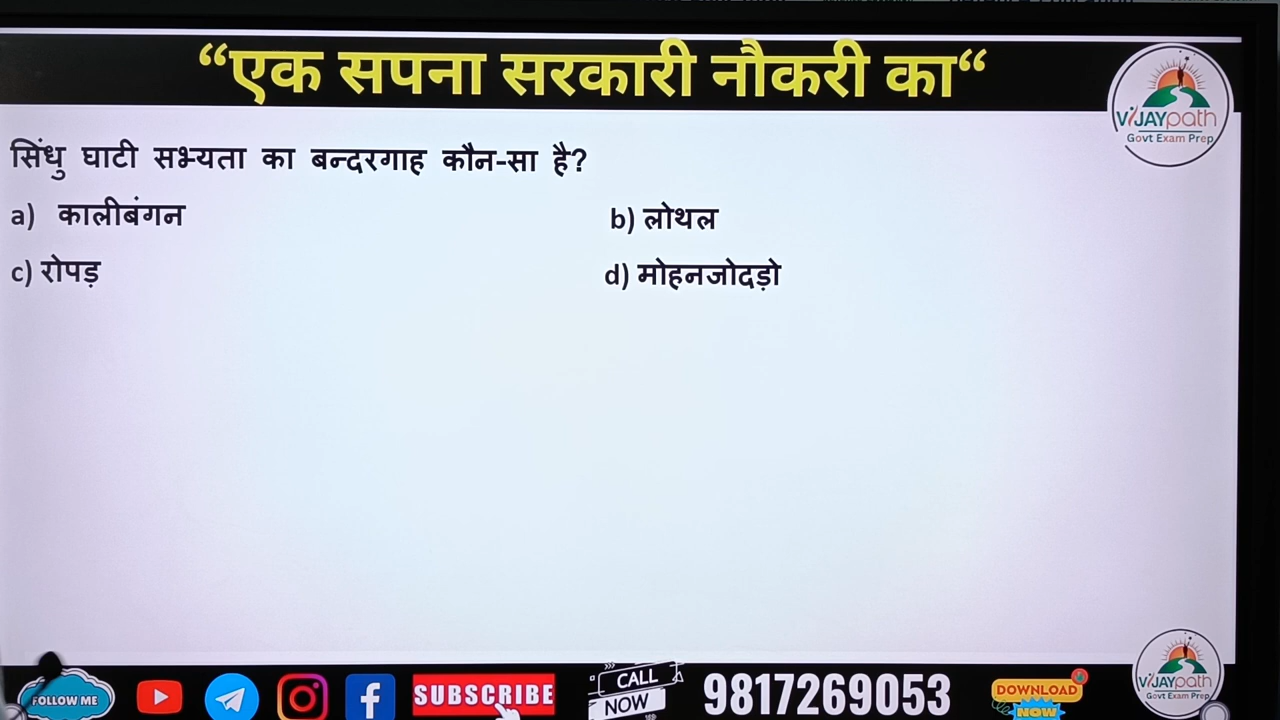 “एक सपना सरकारी नौकरी का“
VIJAYpath
Govt Exam Prep
सिंधु घाटी सभ्यता का बन्दरगाह कौन-सा है?
a) कालीबंगन
b) लोथल
c) रोपड़
d) मोहनजोदड़ो
FOLLOW ME
SUBSCRIBE
CALL
NOW
9817269053
DOWNLOAD
NOW
VIJAYpath
Govt Exam Prep